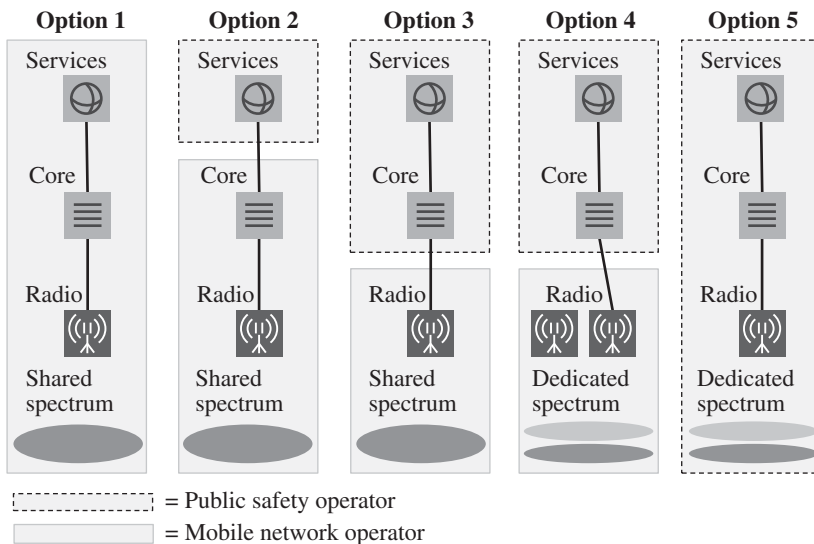 Option 1
Option 2
Option 3
Option 4
Option 5
Services
Services
Services
Services
Services
Core
Core
Core
Core
Core
Radio
Radio
Radio
Radio
Radio
Shared
spectrum
Shared
spectrum
Shared
spectrum
Dedicated
spectrum
Dedicated
spectrum
= Public safety operator
= Mobile network operator